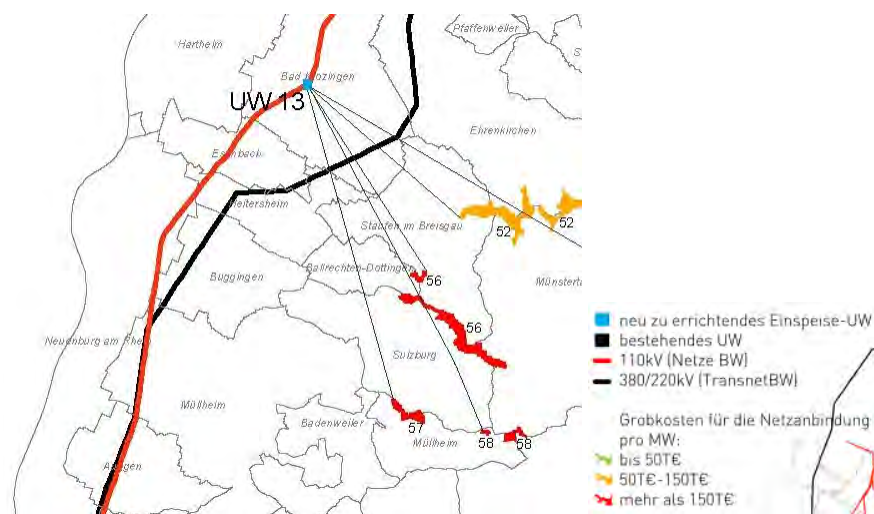 Hartheim
Pfaffenweiler
Bad Krozingen
UW 13
Ehrenkirchen
Eschbach
Heitersheim
Staufen im Breisgau
52
52
Ballrechten-Dottingen
56
Buggingen
Münsterta
56
Neuenburg am Rhe
Sulzburg
Müllheim
57
Badenweiler
Müllheim
58
58
Auggen
neu zu errichtendes Einspeise-UW
bestehendes UW
110kV (Netze BW)
380/220kV (TransnetBW)
Grobkosten für die Netzanbindung
pro MW:
bis 50T€
50T€-150T€
mehr als 150T€